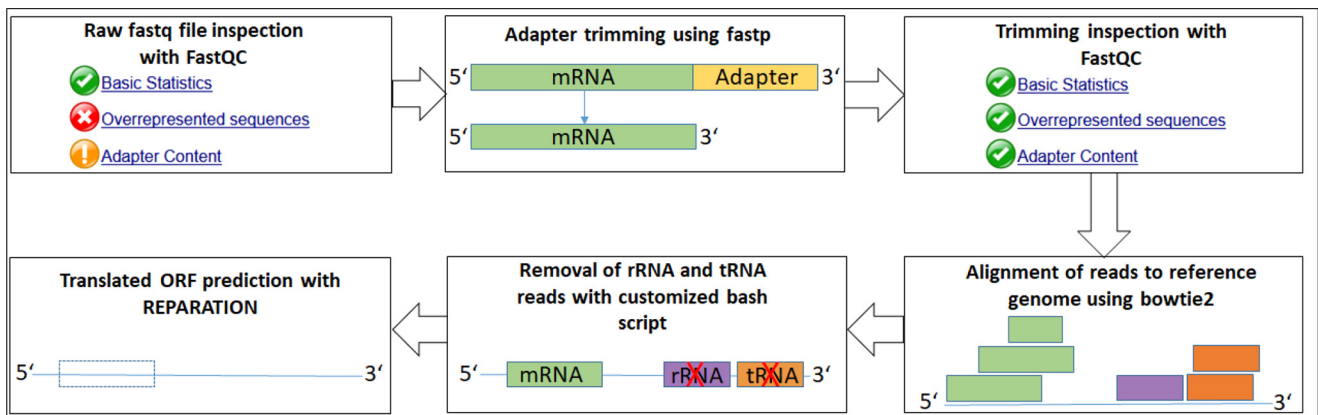 Raw fastq file inspection
with FastQC
Basic Statistics
Overrepresented sequences
Adapter Content
Adapter trimming using fastp
5‘ mRNA Adapter 3‘
5‘ mRNA 3‘
Trimming inspection with
FastQC
Basic Statistics
Overrepresented sequences
Adapter Content
Alignment of reads to reference
genome using bowtie2
5‘ 3‘
Removal of rRNA and tRNA
reads with customized bash
script
5‘ mRNA rRNA tRNA 3‘
Translated ORF prediction with
REPARATION
5‘ 3‘